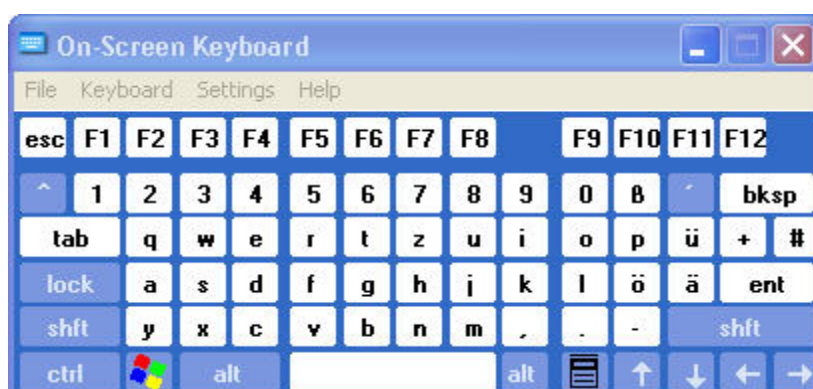 On-Screen Keyboard
File Keyboard Settings Help
esc F1 F2 F3 F4 F5 F6 F7 F8 F9 F10 F11 F12
^ 1 2 3 4 5 6 7 8 9 0 ß ´ bksp
tab q w e r t z u i o p ü + #
lock a s d f g h j k l ö ä ent
shft y x c v b n m , . - shft
ctrl alt alt ↑ ↓ ← →